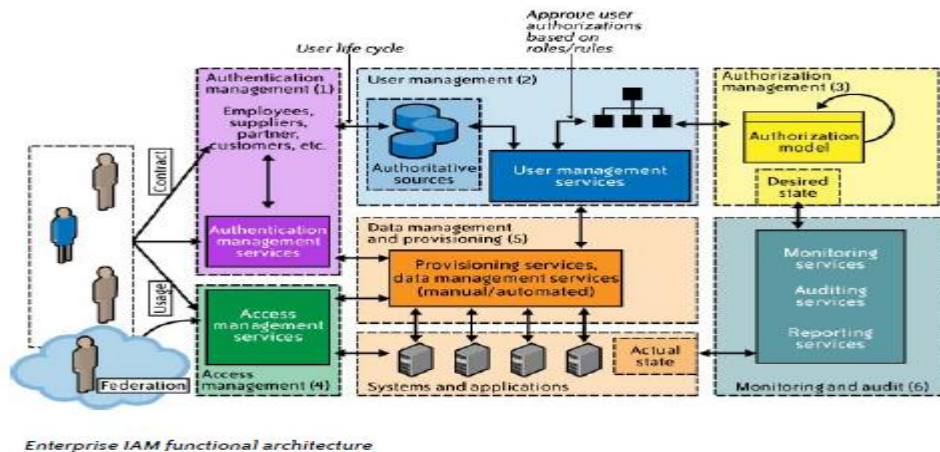 Approve user
authorizations
based on
roles/rules
User life cycle
Authentication
management (1)
Employees,
suppliers,
partner,
customers, etc.
Authentication
management
services
User management (2)
Authoritative
sources
User management
services
Authorization
management (3)
Authorization
model
Desired
state
Contract
Usage
Federation
Access
management
services
Access
management (4)
Data management
and provisioning (5)
Provisioning services,
data management services
(manual/automated)
Systems and applications
Actual
state
Monitoring
services
Auditing
services
Reporting
services
Monitoring and audit (6)
Enterprise IAM functional architecture